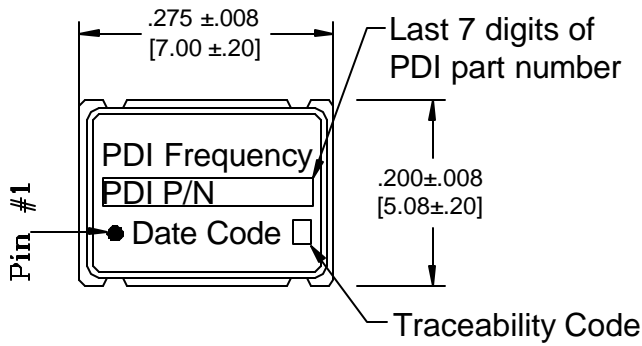 .275 ±.008
[7.00 ±.20]
Last 7 digits of
PDI part number
PDI Frequency
PDI P/N
Date Code
Pin #1
.200±.008
[5.08±.20]
Traceability Code